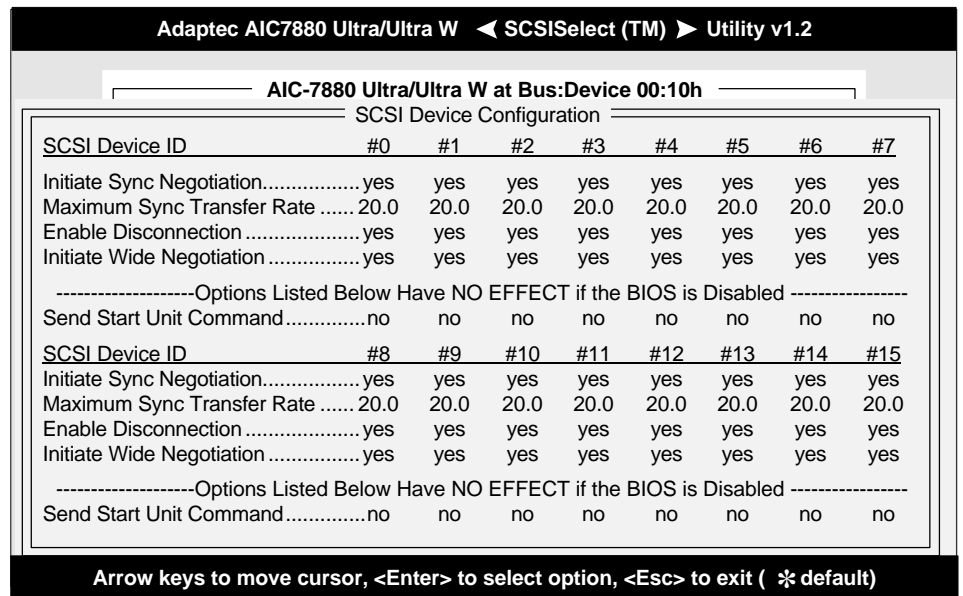 Adaptec AIC7880 Ultra/Ultra W ◄ SCSISelect (TM) ► Utility v1.2
AIC-7880 Ultra/Ultra W at Bus:Device 00:10h
SCSI Device Configuration
SCSI Device ID #0 #1 #2 #3 #4 #5 #6 #7
Initiate Sync Negotiation.................yes yes yes yes yes yes yes yes
Maximum Sync Transfer Rate ...... 20.0 20.0 20.0 20.0 20.0 20.0 20.0 20.0
Enable Disconnection ....................yes yes yes yes yes yes yes yes
Initiate Wide Negotiation ................yes yes yes yes yes yes yes yes
--------------------Options Listed Below Have NO EFFECT if the BIOS is Disabled -----------------
Send Start Unit Command..............no no no no no no no no
SCSI Device ID #8 #9 #10 #11 #12 #13 #14 #15
Initiate Sync Negotiation.................yes yes yes yes yes yes yes yes
Maximum Sync Transfer Rate ...... 20.0 20.0 20.0 20.0 20.0 20.0 20.0 20.0
Enable Disconnection ....................yes yes yes yes yes yes yes yes
Initiate Wide Negotiation ................yes yes yes yes yes yes yes yes
--------------------Options Listed Below Have NO EFFECT if the BIOS is Disabled -----------------
Send Start Unit Command..............no no no no no no no no
Arrow keys to move cursor, <Enter> to select option, <Esc> to exit ( ✻ default)